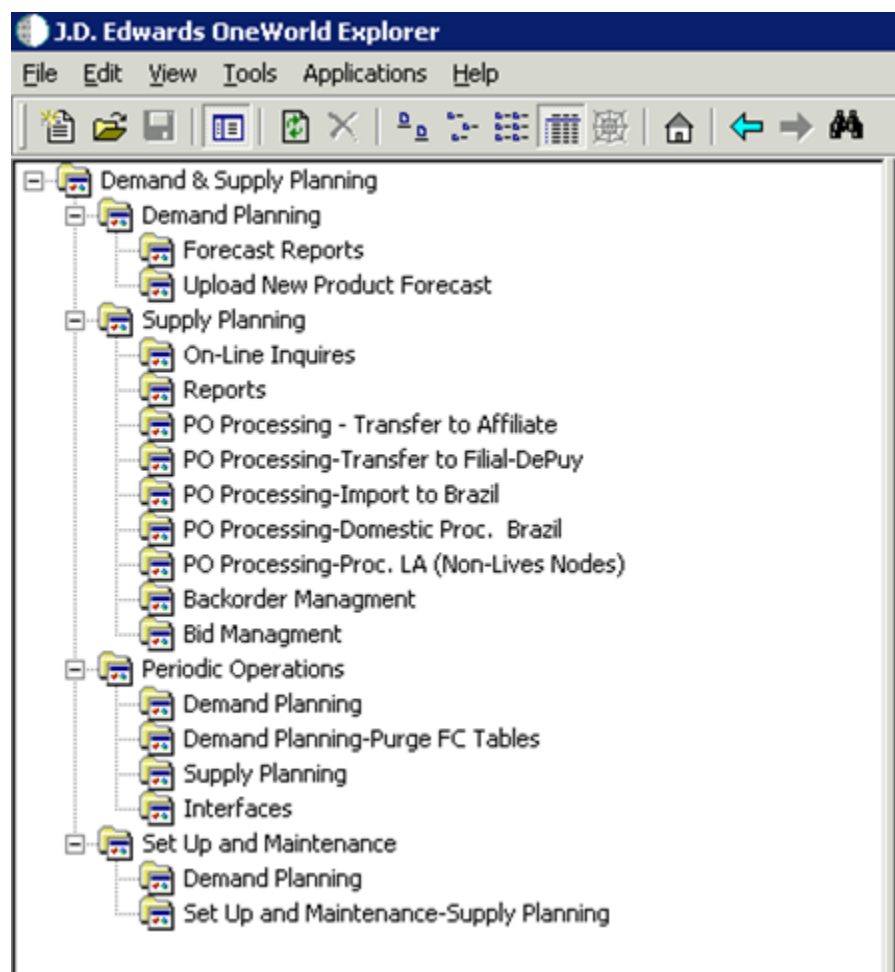 J.D. Edwards OneWorld Explorer
File Edit View Tools Applications Help
Demand & Supply Planning
Demand Planning
Forecast Reports
Upload New Product Forecast
Supply Planning
On-Line Inquires
Reports
PO Processing - Transfer to Affiliate
PO Processing-Transfer to Filial-DePuy
PO Processing-Import to Brazil
PO Processing-Domestic Proc.  Brazil
PO Processing-Proc. LA (Non-Lives Nodes)
Backorder Managment
Bid Managment
Periodic Operations
Demand Planning
Demand Planning-Purge FC Tables
Supply Planning
Interfaces
Set Up and Maintenance
Demand Planning
Set Up and Maintenance-Supply Planning